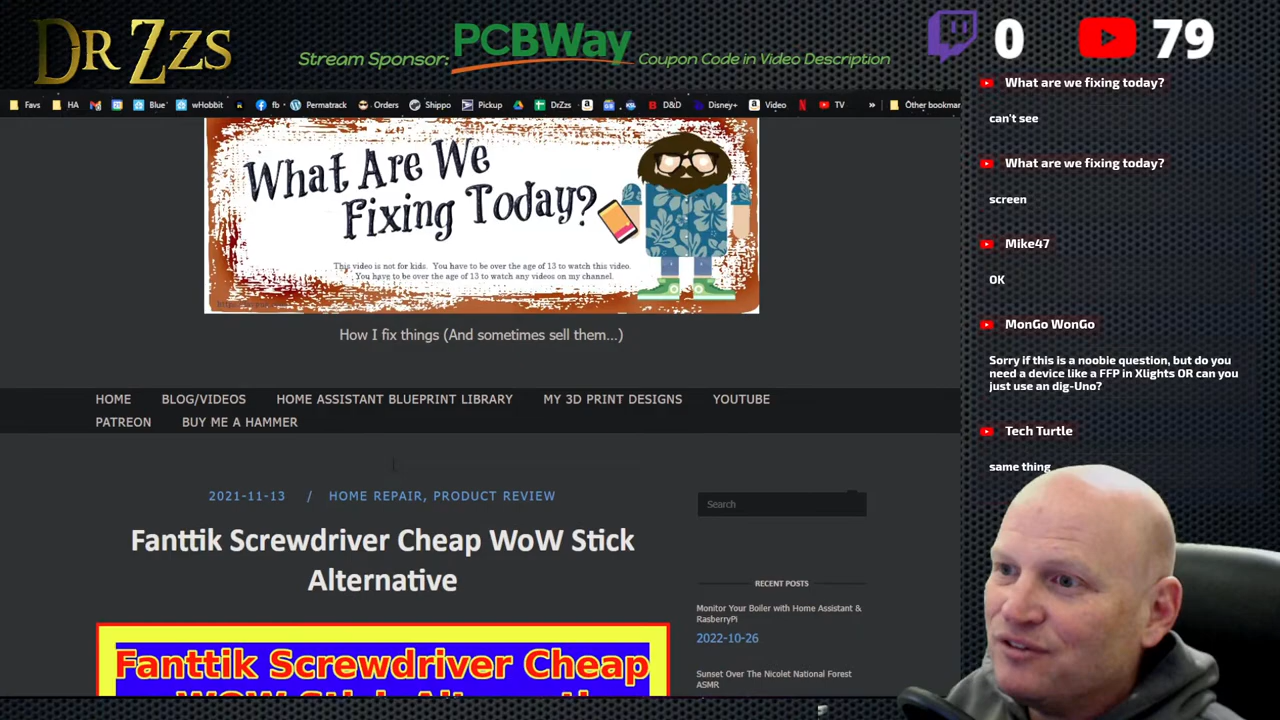 DR ZZS
Stream Sponsor: PCBWay Coupon Code in Video Description
0
79
Favs HA Blue wHobbit fb Permatrack Orders Shippo Pickup DrZzs D&D Disney+ Video TV » Other bookmar
What Are We
Fixing Today?
This video is not for kids. You have to be over the age of 13 to watch this video.
You have to be over the age of 13 to watch any videos on my channel.
How I fix things (And sometimes sell them...)
HOME BLOG/VIDEOS HOME ASSISTANT BLUEPRINT LIBRARY MY 3D PRINT DESIGNS YOUTUBE
PATREON BUY ME A HAMMER
2021-11-13 / HOME REPAIR, PRODUCT REVIEW
Fanttik Screwdriver Cheap WoW Stick
Alternative
Fanttik Screwdriver Cheap
Search
RECENT POSTS
Monitor Your Boiler with Home Assistant &
RasberryPi
2022-10-26
Sunset Over The Nicolet National Forest
ASMR
What are we fixing today?
can't see
What are we fixing today?
screen
Mike47
OK
MonGo WonGo
Sorry if this is a noobie question, but do you
need a device like a FFP in Xlights OR can you
just use an dig-Uno?
Tech Turtle
same thing